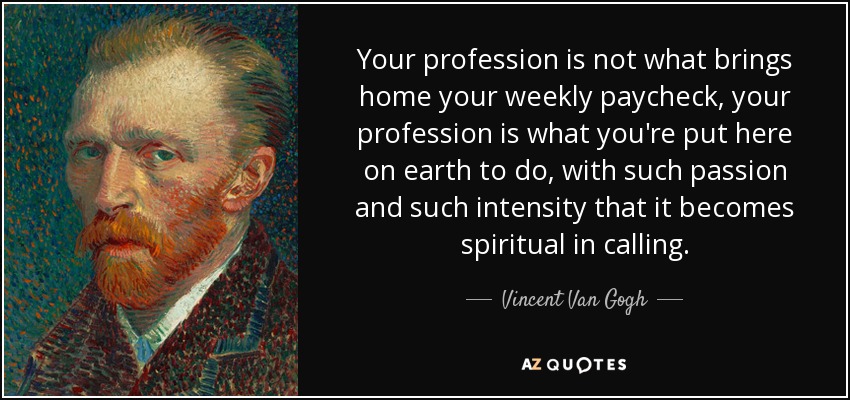 Your profession is not what brings
home your weekly paycheck, your
profession is what you're put here
on earth to do, with such passion
and such intensity that it becomes
spiritual in calling.
Vincent Van Gogh
AZ QUOTES